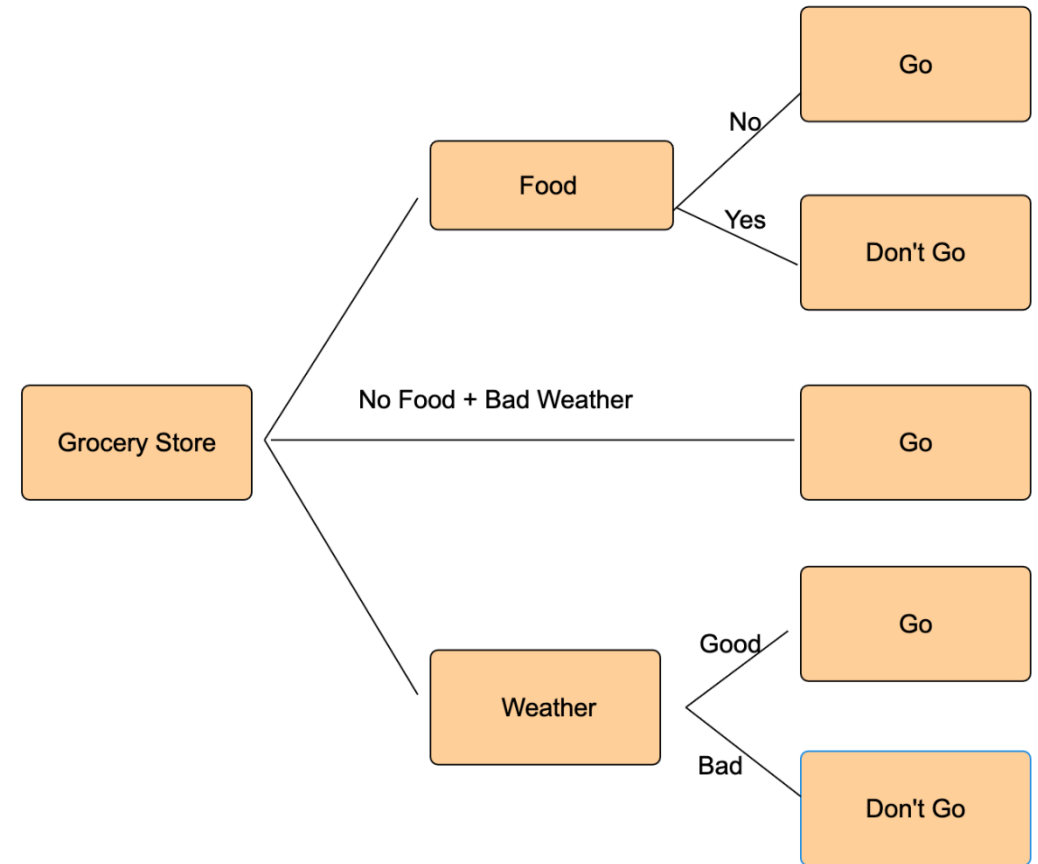 Go
No
Food
Yes
Don't Go
No Food + Bad Weather
Grocery Store
Go
Go
Good
Weather
Bad
Don't Go